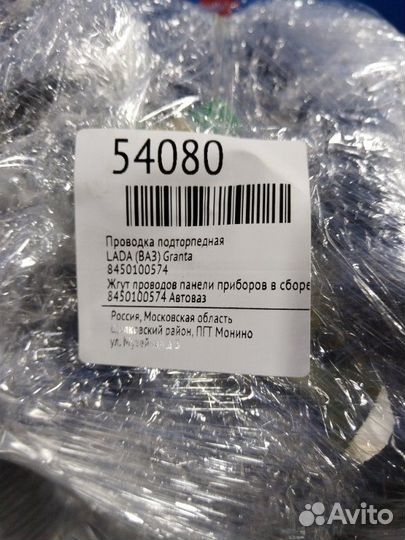 54080
Проводка подторпедная
LADA (ВАЗ) Granta
8450100574
Жгут проводов панели приборов в сборе
8450100574 Автоваз
Россия, Московская область
район, ПГТ Монино
ул.
Avito